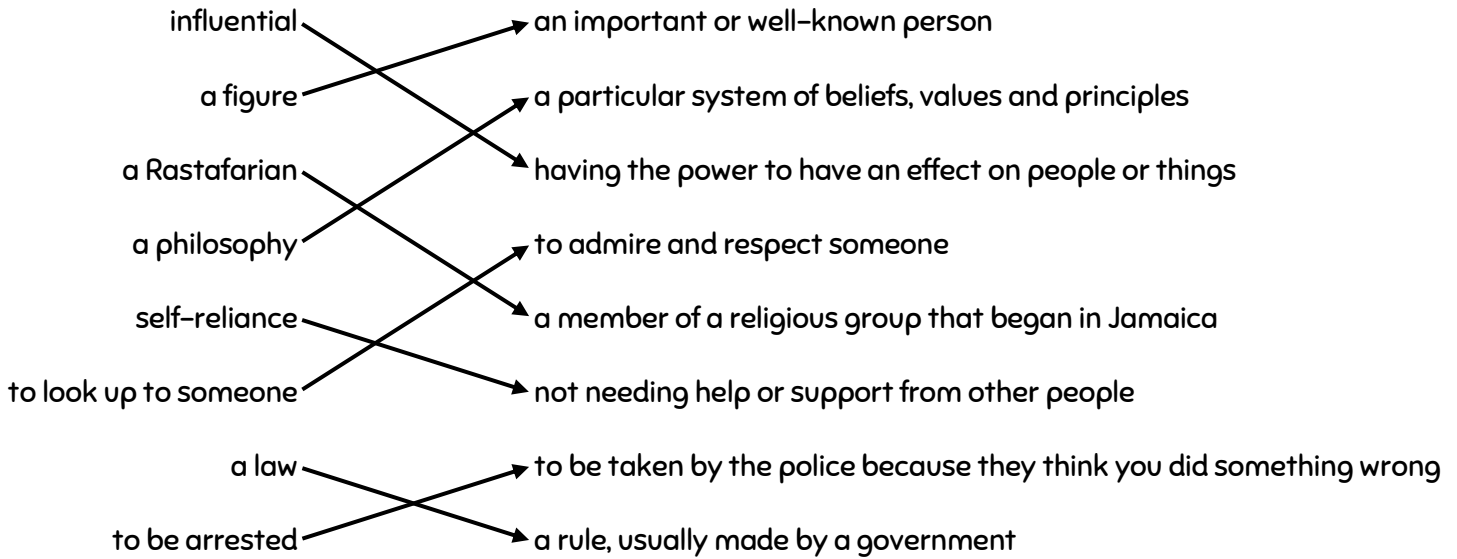 influential an important or well-known person
a figure a particular system of beliefs, values and principles
a Rastafarian having the power to have an effect on people or things
a philosophy to admire and respect someone
self-reliance a member of a religious group that began in Jamaica
to look up to someone not needing help or support from other people
a law to be taken by the police because they think you did something wrong
to be arrested a rule, usually made by a government